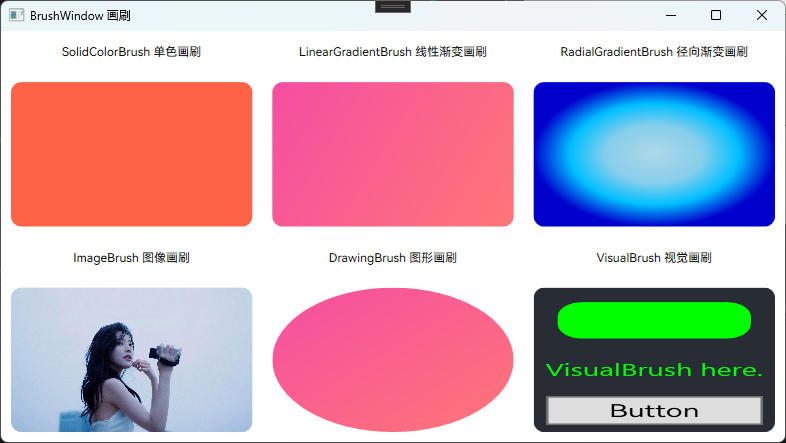 BrushWindow 画刷
SolidColorBrush 单色画刷
LinearGradientBrush 线性渐变画刷
RadialGradientBrush 径向渐变画刷
ImageBrush 图像画刷
DrawingBrush 图形画刷
VisualBrush 视觉画刷
VisualBrush here.
Button